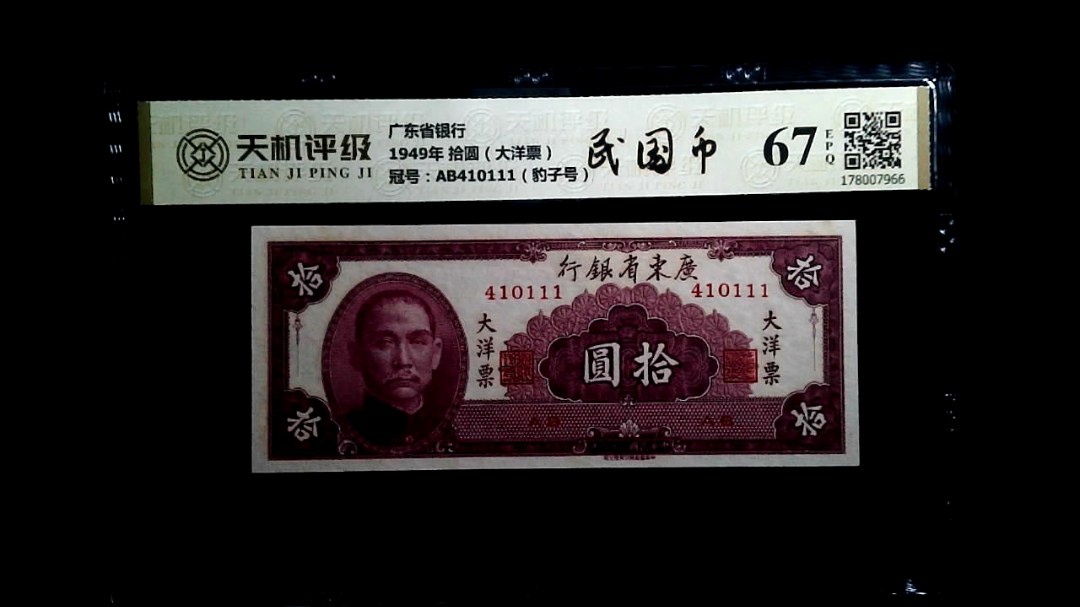 天机评级
TIAN JI PING JI
广东省银行
1949年 拾圆（大洋票）
冠号：AB410111（豹子号）
民国币
67
EPQ
178007966
行銀省東廣
410111
410111
大洋票
大洋票
圓拾
拾
拾
拾
拾
AB
AB